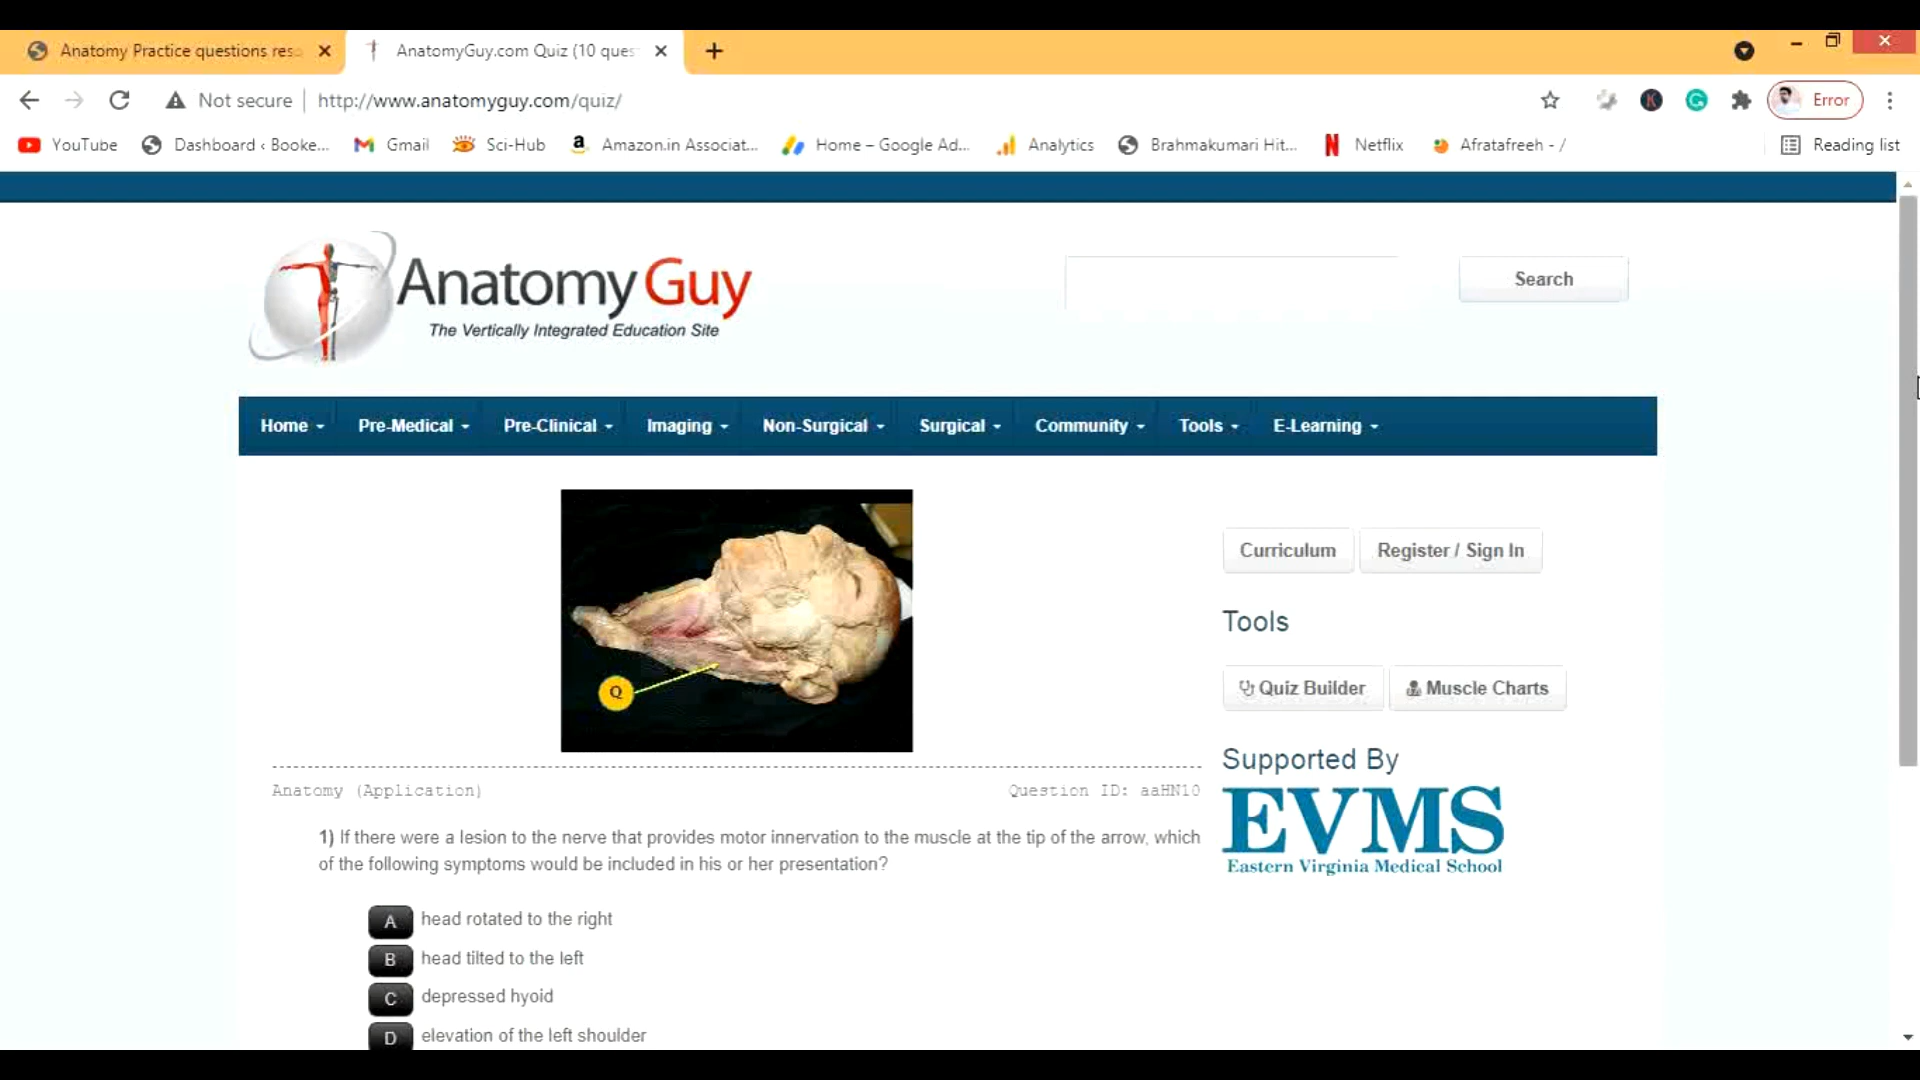 Anatomy Practice questions res
AnatomyGuy.com Quiz (10 ques
Not secure
http://www.anatomyguy.com/quiz/
K
Error
YouTube
Dashboard ‹ Booke...
Gmail
Sci-Hub
a
Amazon.in Associat...
Home – Google Ad...
Analytics
Brahmakumari Hit...
Netflix
Afratafreeh - /
Reading list
AnatomyGuy
The Vertically Integrated Education Site
Search
Home
Pre-Medical
Pre-Clinical
Imaging
Non-Surgical
Surgical
Community
Tools
E-Learning
Q
Curriculum
Register / Sign In
Tools
Quiz Builder
Muscle Charts
Supported By
EVMS
Eastern Virginia Medical School
Anatomy (Application)
Question ID: aaHN10
1) If there were a lesion to the nerve that provides motor innervation to the muscle at the tip of the arrow, which
of the following symptoms would be included in his or her presentation?
A head rotated to the right
B head tilted to the left
C depressed hyoid
D elevation of the left shoulder